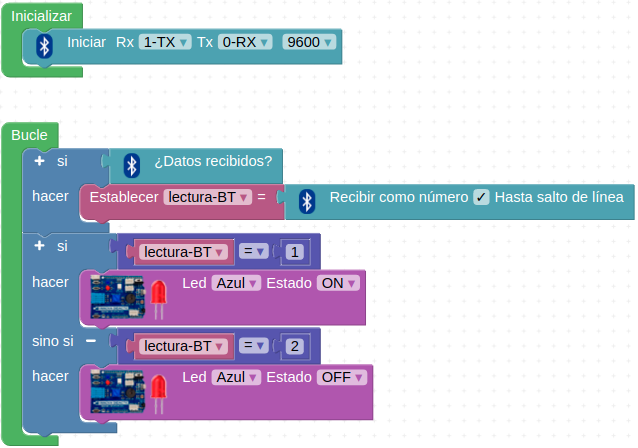 Inicializar
Iniciar Rx 1-TX Tx 0-RX 9600
Bucle
+ si ¿Datos recibidos?
hacer Establecer lectura-BT = Recibir como número ✓ Hasta salto de línea
+ si lectura-BT = 1
hacer Led Azul Estado ON
sino si − lectura-BT = 2
hacer Led Azul Estado OFF